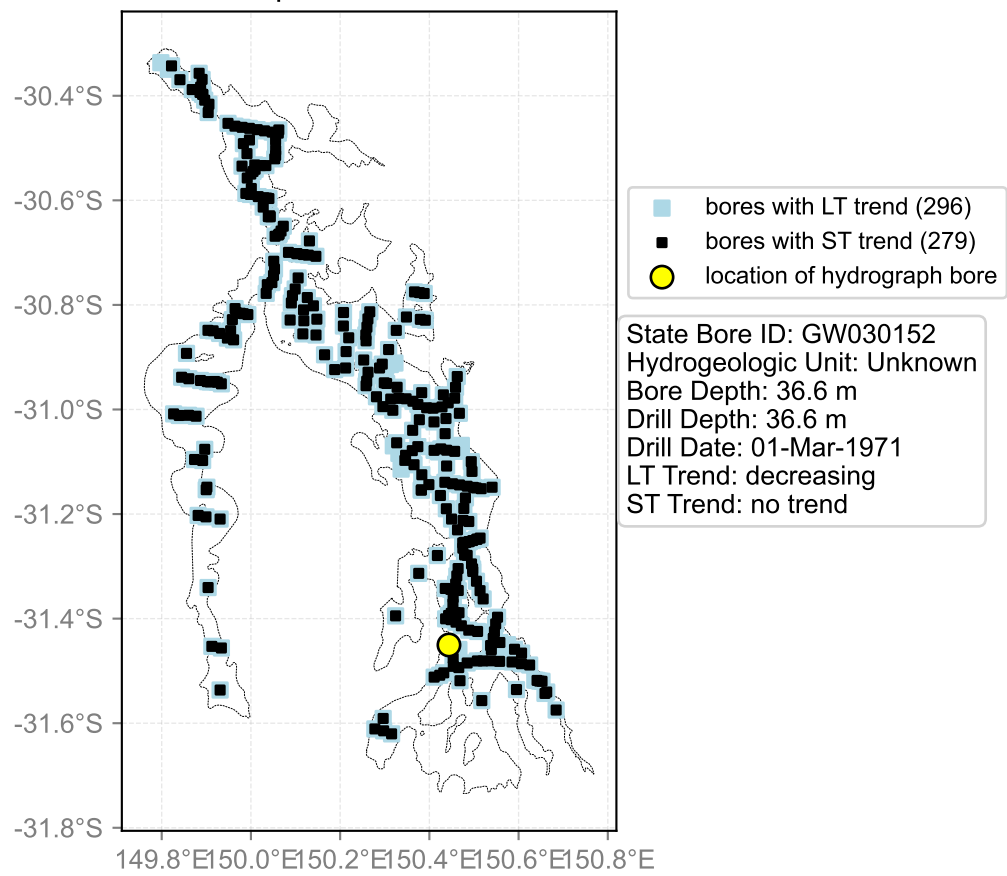 -30.4°S
-30.6°S
-30.8°S
-31.0°S
-31.2°S
-31.4°S
-31.6°S
-31.8°S
149.8°E150.0°E150.2°E150.4°E150.6°E150.8°E
bores with LT trend (296)
bores with ST trend (279)
location of hydrograph bore
State Bore ID: GW030152
Hydrogeologic Unit: Unknown
Bore Depth: 36.6 m
Drill Depth: 36.6 m
Drill Date: 01-Mar-1971
LT Trend: decreasing
ST Trend: no trend